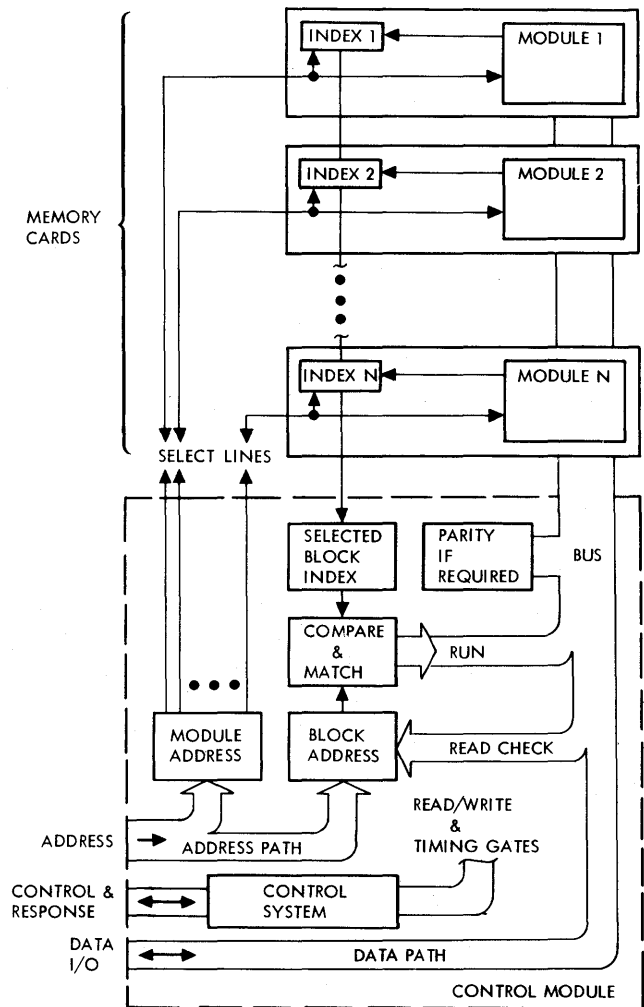 INDEX 1
MODULE 1
INDEX 2
MODULE 2
MEMORY
CARDS
INDEX N
MODULE N
SELECT LINES
SELECTED
BLOCK
INDEX
PARITY
IF
REQUIRED
BUS
COMPARE
&
MATCH
RUN
MODULE
ADDRESS
BLOCK
ADDRESS
READ CHECK
READ/WRITE
&
TIMING GATES
ADDRESS
ADDRESS PATH
CONTROL &
RESPONSE
CONTROL
SYSTEM
DATA
I/O
DATA PATH
CONTROL MODULE